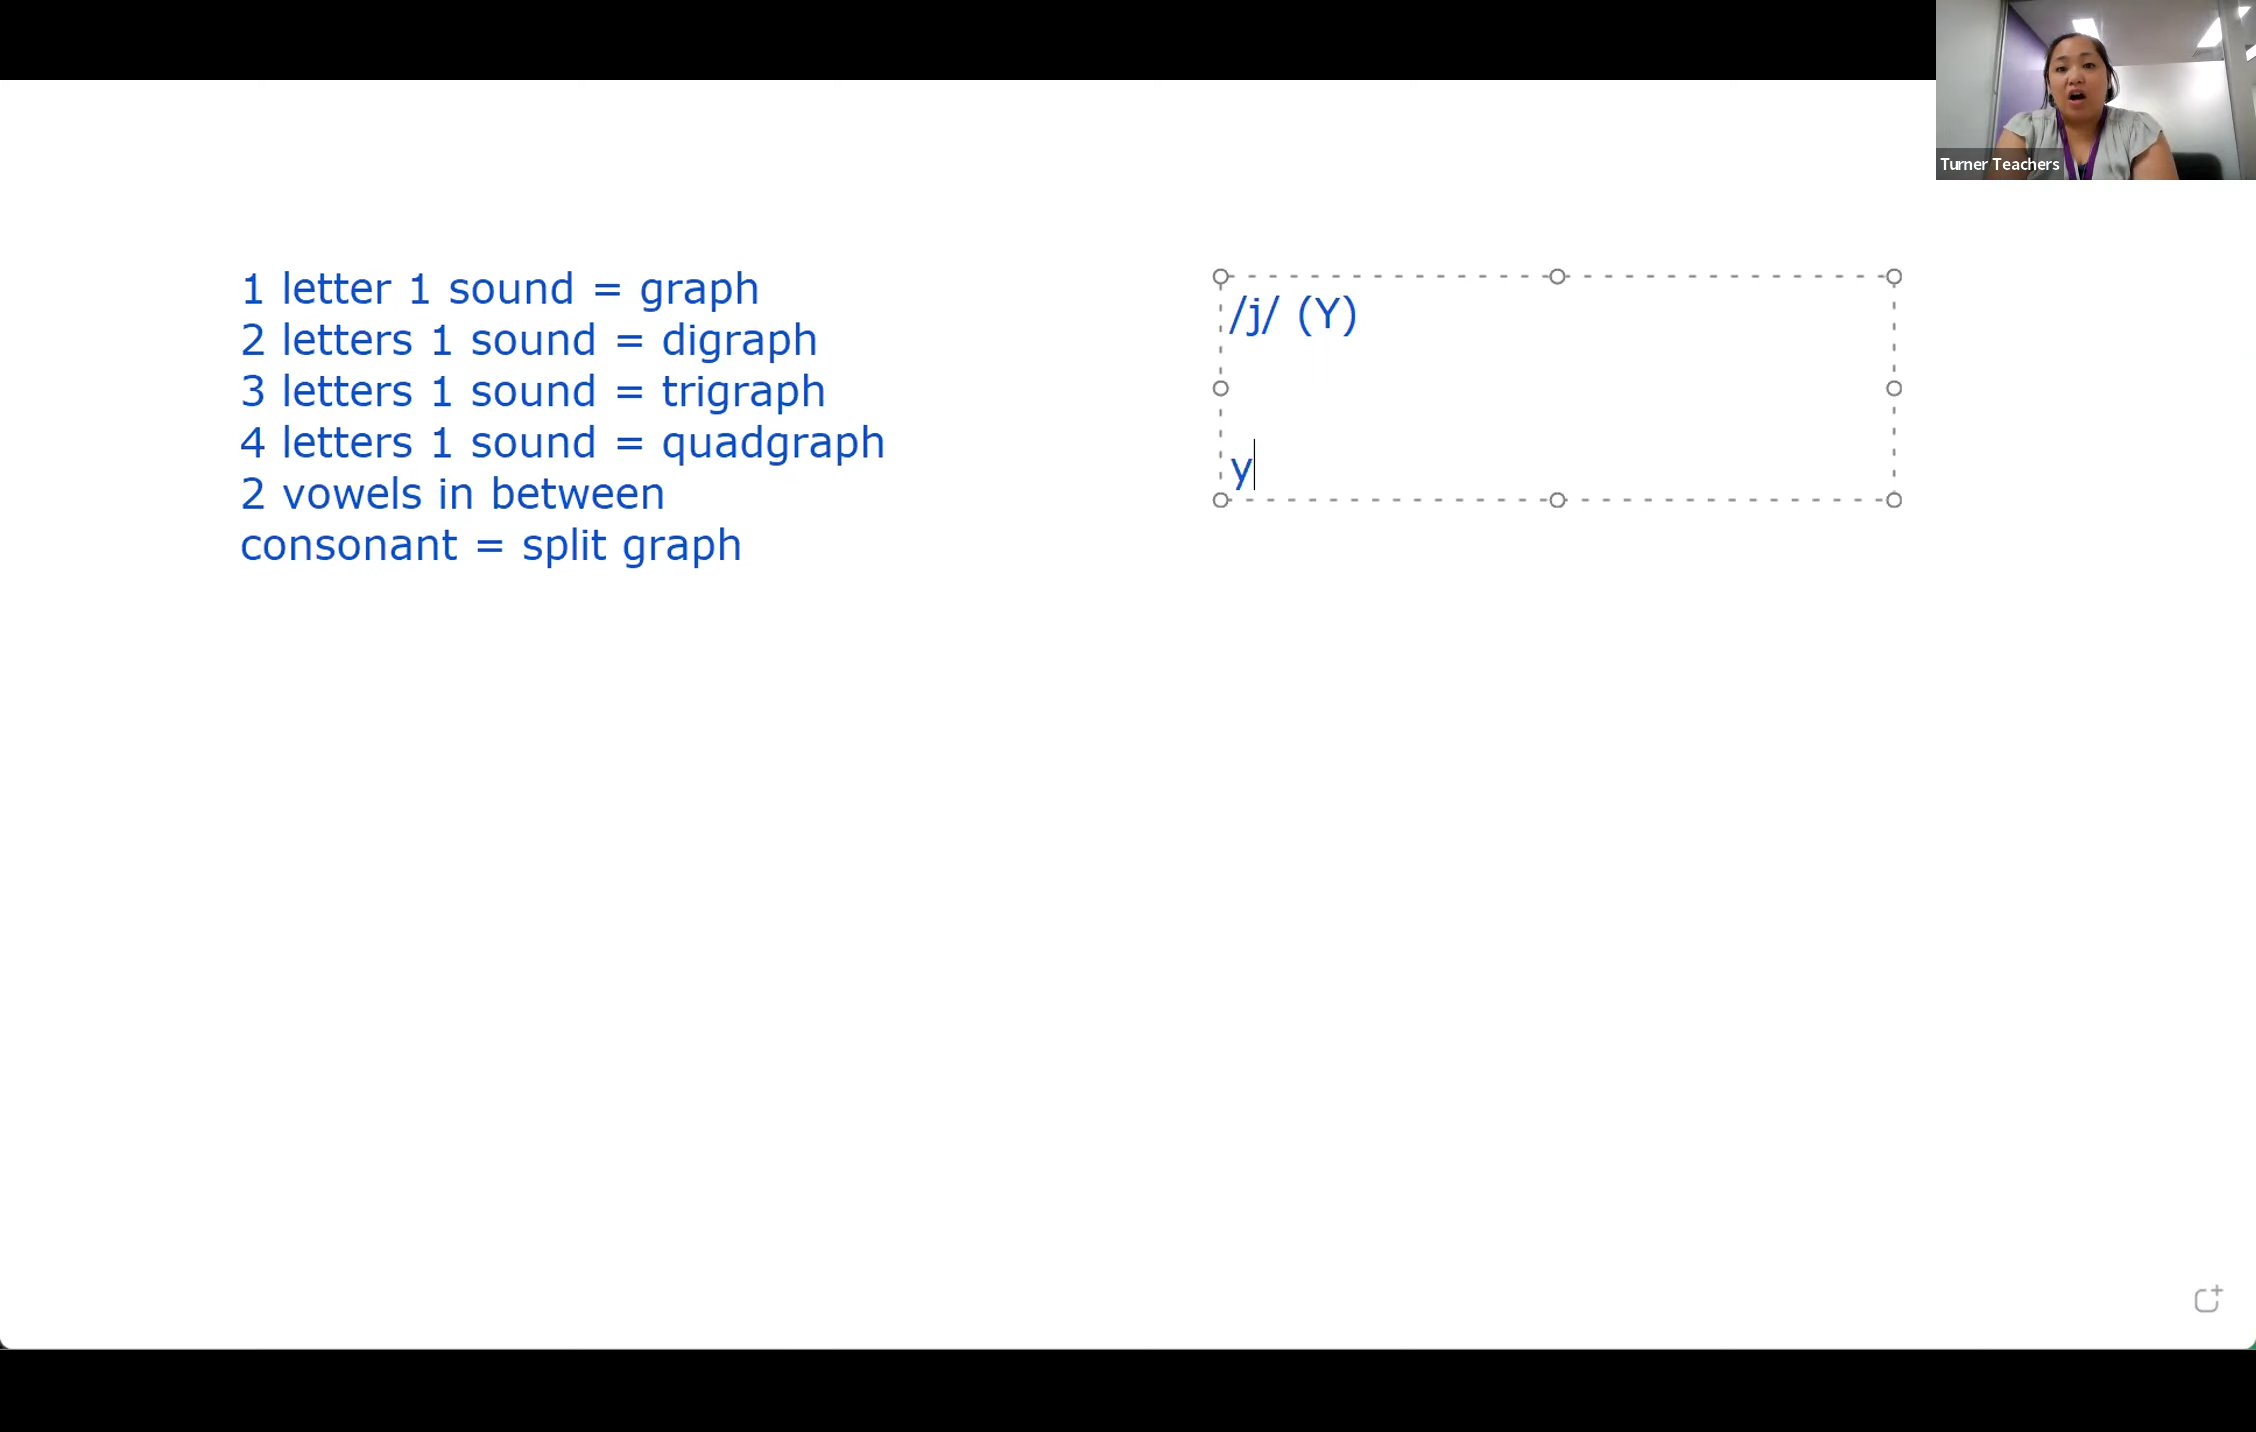 Turner Teachers
1 letter 1 sound = graph
2 letters 1 sound = digraph
3 letters 1 sound = trigraph
4 letters 1 sound = quadgraph
2 vowels in between
consonant = split graph
/j/ (Y)
y